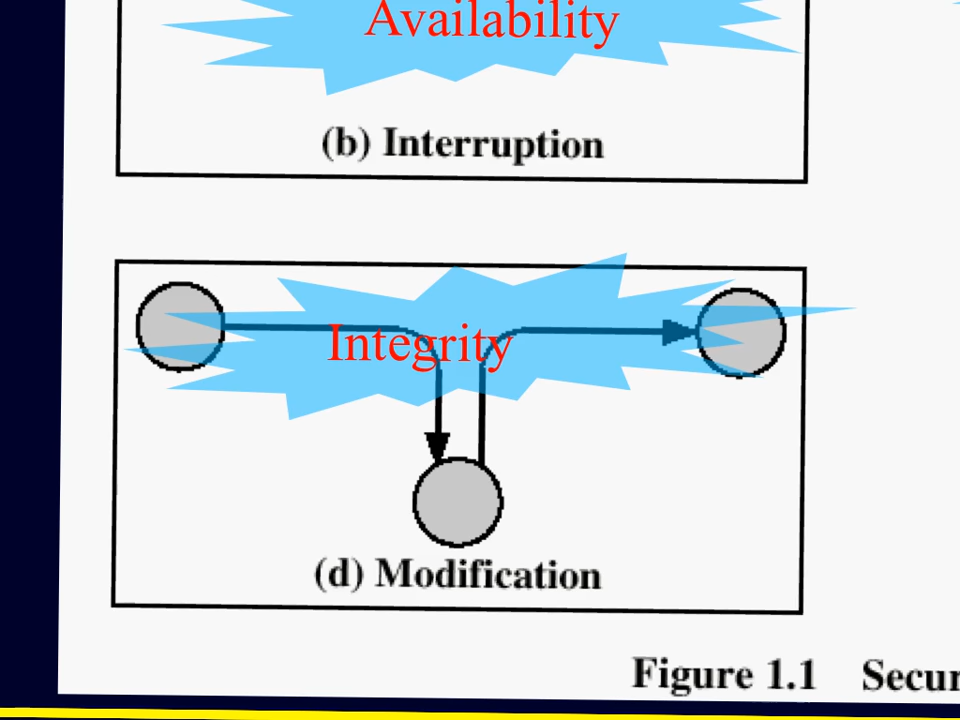 Availability
(b) Interruption
Integrity
(d) Modification
Figure 1.1